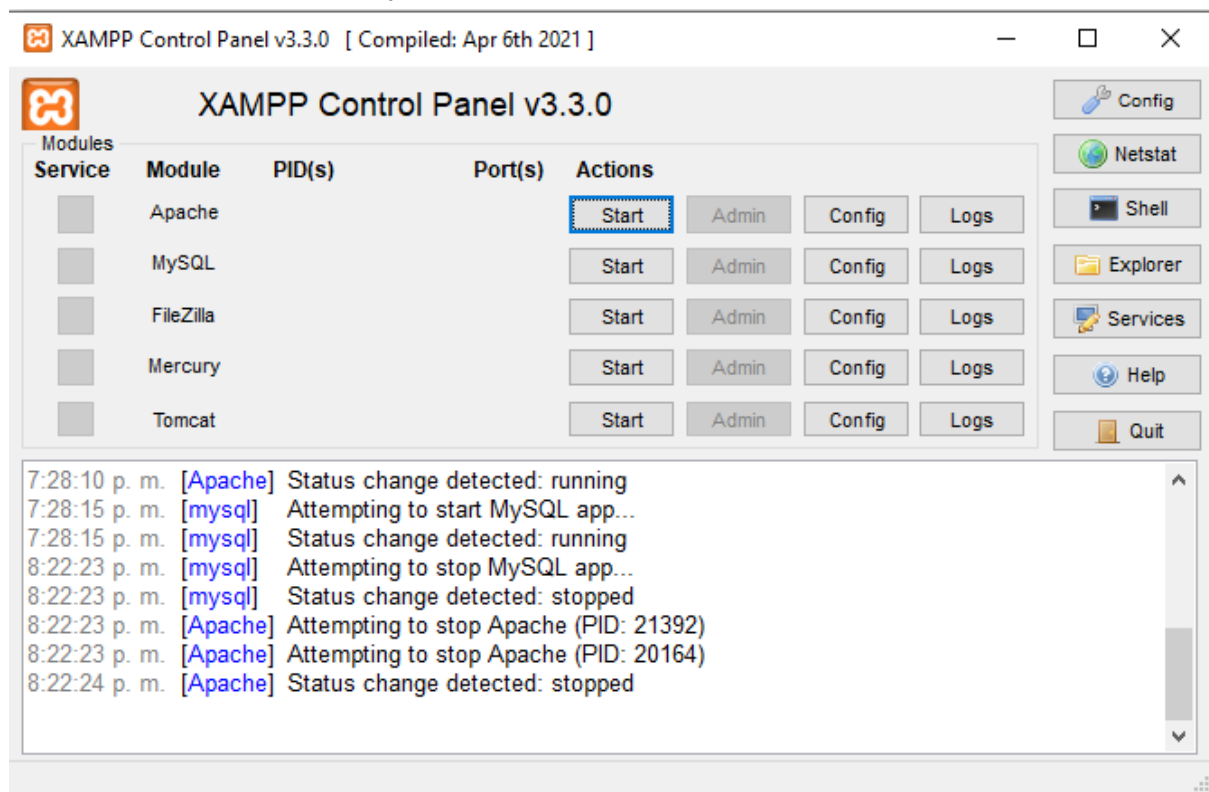 XAMPP Control Panel v3.3.0 [ Compiled: Apr 6th 2021 ]
XAMPP Control Panel v3.3.0
Config
Modules
Service Module PID(s) Port(s) Actions
Netstat
Apache Start Admin Config Logs
Shell
MySQL Start Admin Config Logs
Explorer
FileZilla Start Admin Config Logs
Services
Mercury Start Admin Config Logs
Help
Tomcat Start Admin Config Logs
Quit
7:28:10 p. m. [Apache] Status change detected: running
7:28:15 p. m. [mysql] Attempting to start MySQL app...
7:28:15 p. m. [mysql] Status change detected: running
8:22:23 p. m. [mysql] Attempting to stop MySQL app...
8:22:23 p. m. [mysql] Status change detected: stopped
8:22:23 p. m. [Apache] Attempting to stop Apache (PID: 21392)
8:22:23 p. m. [Apache] Attempting to stop Apache (PID: 20164)
8:22:24 p. m. [Apache] Status change detected: stopped